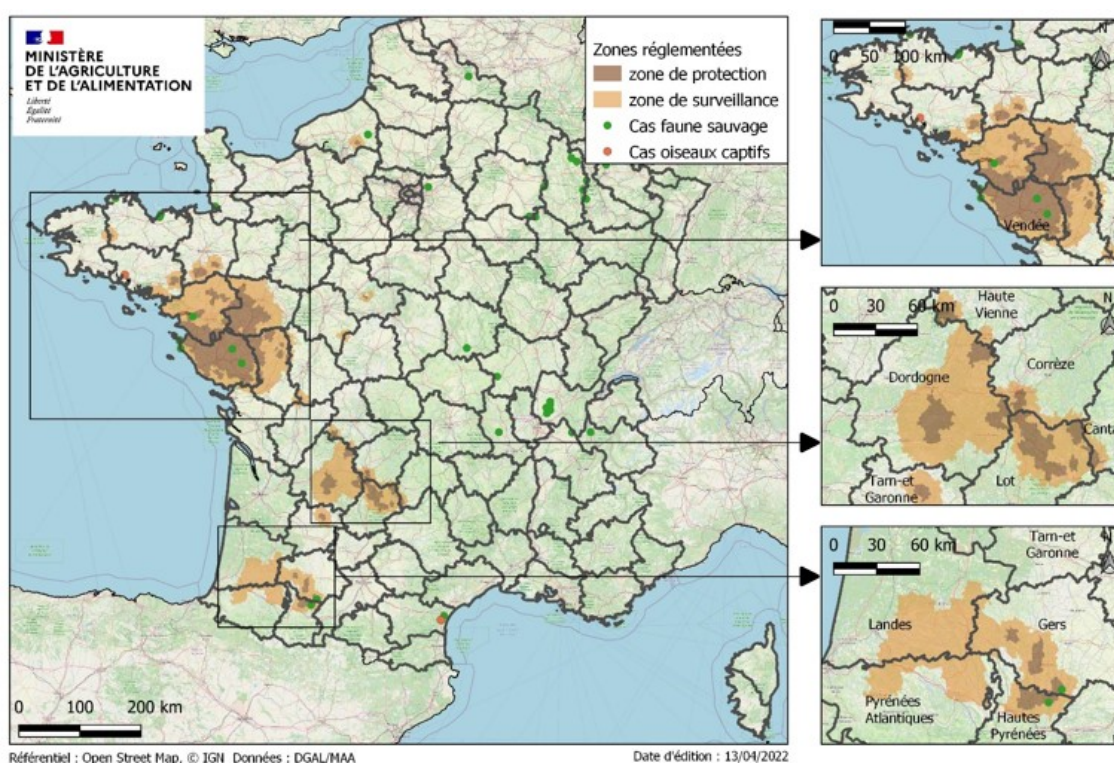 MINISTÈRE
DE L'AGRICULTURE
ET DE L'ALIMENTATION
Liberté
Égalité
Fraternité
Zones réglementées
zone de protection
zone de surveillance
Cas faune sauvage
Cas oiseaux captifs
0 100 200 km
Référentiel : Open Street Map, © IGN Données : DGAL/MAA
Date d'édition : 13/04/2022
N
0 50 100 km
Vendée
0 30 60 km
N
Haute
Vienne
Dordogne
Corrèze
Canta
Tarn-et
Garonne
Lot
0 30 60 km
N
Tarn-et
Garonne
Landes
Gers
Pyrénées
Atlantiques
Hautes
Pyrénées